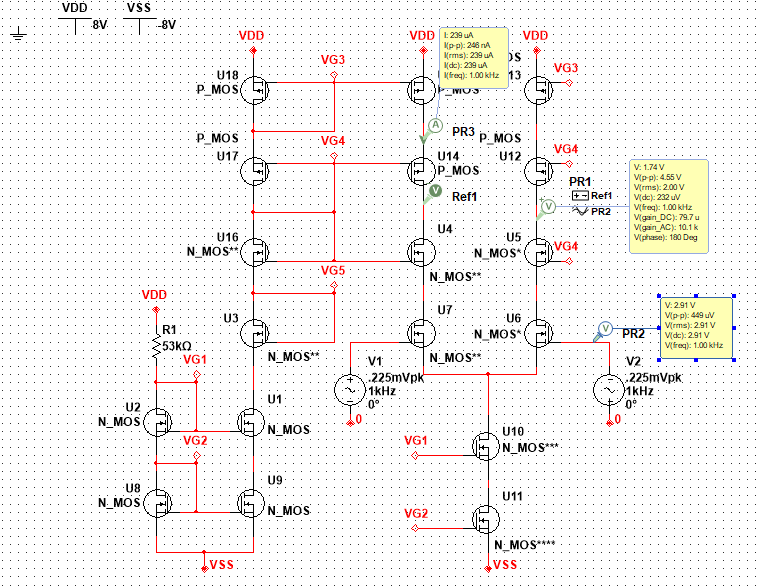 VDD
8V
VSS
-8V
VDD
VDD
VDD
I: 239 uA
I(p-p): 246 nA
I(rms): 239 uA
I(dc): 239 uA
I(freq): 1.00 kHz
VG3
VG3
U18
P_MOS
P_MOS
13
PR3
P_MOS
U17
VG4
U14
P_MOS
P_MOS
U12
VG4
Ref1
PR1
Ref1
PR2
V: 1.74 V
V(p-p): 4.55 V
V(rms): 2.00 V
V(dc): 232 uV
V(freq): 1.00 kHz
V(gain_DC): 79.7 u
V(gain_AC): 10.1 k
V(phase): 180 Deg
U16
N_MOS**
U4
N_MOS**
U5
N_MOS*
VG4
VG5
VDD
R1
53kΩ
U3
N_MOS**
U7
N_MOS**
U6
N_MOS*
PR2
V: 2.91 V
V(p-p): 449 uV
V(rms): 2.91 V
V(dc): 2.91 V
V(freq): 1.00 kHz
VG1
V1
.225mVpk
1kHz
0°
0
V2
.225mVpk
1kHz
0°
0
U2
N_MOS
U1
N_MOS
VG2
VG1
U10
N_MOS***
U8
N_MOS
U9
N_MOS
VG2
U11
N_MOS****
VSS
VSS